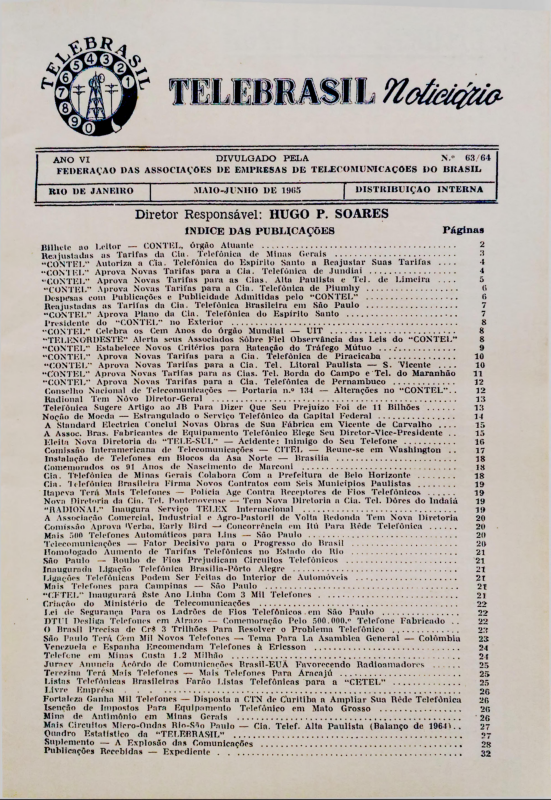 TELEBRASIL
1 2 3 4 5 6 7 8 9 0
TELEBRASIL Noticiário
ANO VI DIVULGADO PELA N.º 63/64
FEDERAÇÃO DAS ASSOCIAÇÕES DE EMPRESAS DE TELECOMUNICAÇÕES DO BRASIL
RIO DE JANEIRO MAIO-JUNHO DE 1965 DISTRIBUIÇÃO INTERNA
Diretor Responsável: HUGO P. SOARES
INDICE DAS PUBLICAÇÕES Páginas
Bilhete ao Leitor — CONTEL, órgão Atuante 2
Reajustadas as Tarifas da Cia. Telefônica de Minas Gerais 3
"CONTEL" Autoriza a Cia. Telefônica do Espírito Santo a Reajustar Suas Tarifas 4
"CONTEL" Aprova Novas Tarifas para a Cia. Telefônica de Jundiaí 4
"CONTEL" Aprova Novas Tarifas para as Cias. Alta Paulista e Tel. de Limeira 5
"CONTEL" Aprova Novas Tarifas para a Cia. Telefônica de Piumhy 6
Despesas com Publicações e Publicidade Admitidas pelo "CONTEL" 6
Reajustadas as Tarifas da Cia. Telefônica Brasileira em São Paulo 7
"CONTEL" Aprova Plano da Cia. Telefônica do Espírito Santo 7
Presidente do "CONTEL" no Exterior 8
"CONTEL" Celebra os Cem Anos do órgão Mundial — UIT 8
"TELENORDESTE" Alerta seus Associados Sôbre Fiel Observância das Leis do "CONTEL" 8
"CONTEL" Estabelece Novos Critérios para Ratenção do Tráfego Mútuo 9
"CONTEL" Aprova Novas Tarifas para a Cia. Telefônica de Piracicaba 10
"CONTEL" Aprova Novas Tarifas para a Cia. Tel. Litoral Paulista — S. Vicente 10
"CONTEL" Aprova Novas Tarifas para as Cias. Tel. Borda do Campo e Tel. do Maranhão 11
"CONTEL" Aprova Novas Tarifas para a Cia. Telefônica de Pernambuco 12
Conselho Nacional de Telecomunicações — Portaria n.º 134 — Alterações no "CONTEL" 12
Radional Tem Nôvo Diretor-Geral 13
Telefônica Sugere Artigo ao JB Para Dizer Que Seu Prejuízo Foi de 11 Bilhões 13
Noção de Moeda — Estrangulado o Serviço Telefônico da Capital Federal 14
A Standard Electrica Conclui Novas Obras de Sua Fábrica em Vicente de Carvalho 15
A Assoc. Bras. Fabricantes de Equipamento Telefônico Elege Seu Diretor-Vice-Presidente 15
Eleita Nova Diretoria da "TELE-SUL" — Acidente: Inimigo do Seu Telefone 16
Comissão Interamericana de Telecomunicações — CITEL — Reune-se em Washington 17
Instalação de Telefones em Blocos da Asa Norte — Brasília 18
Comemorados os 91 Anos de Nascimento de Marconi 18
Cia. Telefônica de Minas Gerais Colabora Com a Prefeitura de Belo Horizonte 18
Cia. Telefônica Brasileira Firma Novos Contratos com Seis Municípios Paulistas 19
Itapeva Terá Mais Telefones — Polícia Age Contra Receptores de Fios Telefônicos 19
Nova Diretoria da Cia. Tel. Pontenovense — Tem Nova Diretoria a Cia. Tel. Dôres do Indaiá 19
"RADIONAL" Inaugura Serviço TELEX Internacional 19
A Associação Comercial, Industrial e Agro-Pastoril de Volta Redonda Tem Nova Diretoria 20
Comissão Aprova Verba, Early Bird — Concorrência em Itú Para Rêde Telefônica 20
Mais 500 Telefones Automáticos para Lins — São Paulo 20
Telecomunicações — Fator Decisivo para o Progresso do Brasil 20
Homologado Aumento de Tarifas Telefônicas no Estado do Rio 21
São Paulo — Roubo de Fios Prejudicam Circuitos Telefônicos 21
Inaugurada Ligação Telefônica Brasília-Pôrto Alegre 21
Ligações Telefônicas Podem Ser Feitas do Interior de Automóveis 21
Mais Telefones para Campinas — São Paulo 21
"CETEL" Inaugurará Êste Ano Linha Com 3 Mil Telefones 21
Criação do Ministério de Telecomunicações 22
Lei de Segurança Para os Ladrões de Fios Telefônicos em São Paulo 22
DTUI Desliga Telefones em Atrazo — Comemoração Pelo 500.000.º Telefone Fabricado 22
O Brasil Precisa de Cr$ 3 Trilhões Para Resolver o Problema Telefônico 23
São Paulo Terá Cem Mil Novos Telefones — Tema Para La Asamblea General — Colômbia 23
Venezuela e Espanha Encomendam Telefones à Ericsson 24
Telefone em Minas Custa 1.2 Milhão 24
Juracy Anuncia Acôrdo de Comunicações Brasil-EUA Favorecendo Radioamadores 25
Terezina Terá Mais Telefones — Mais Telefones Para Aracajú 25
Listas Telefônicas Brasileiras Farão Listas Telefônicas para a "CETEL" 25
Livre Emprêsa 26
Fortaleza Ganha Mil Telefones — Disposta a CTN de Curitiba a Ampliar Sua Rêde Telefônica 26
Isenção de Impostos Para Equipamento Telefônico em Mato Grosso 26
Mina de Antimônio em Minas Gerais 26
Mais Circuitos Micro-Ondas Rio-São Paulo — Cia. Telef. Alta Paulista (Balanço de 1964) 27
Quadro Estatístico da "TELEBRASIL" 27
Suplemento — A Explosão das Comunicações 28
Publicações Recebidas — Expediente 32